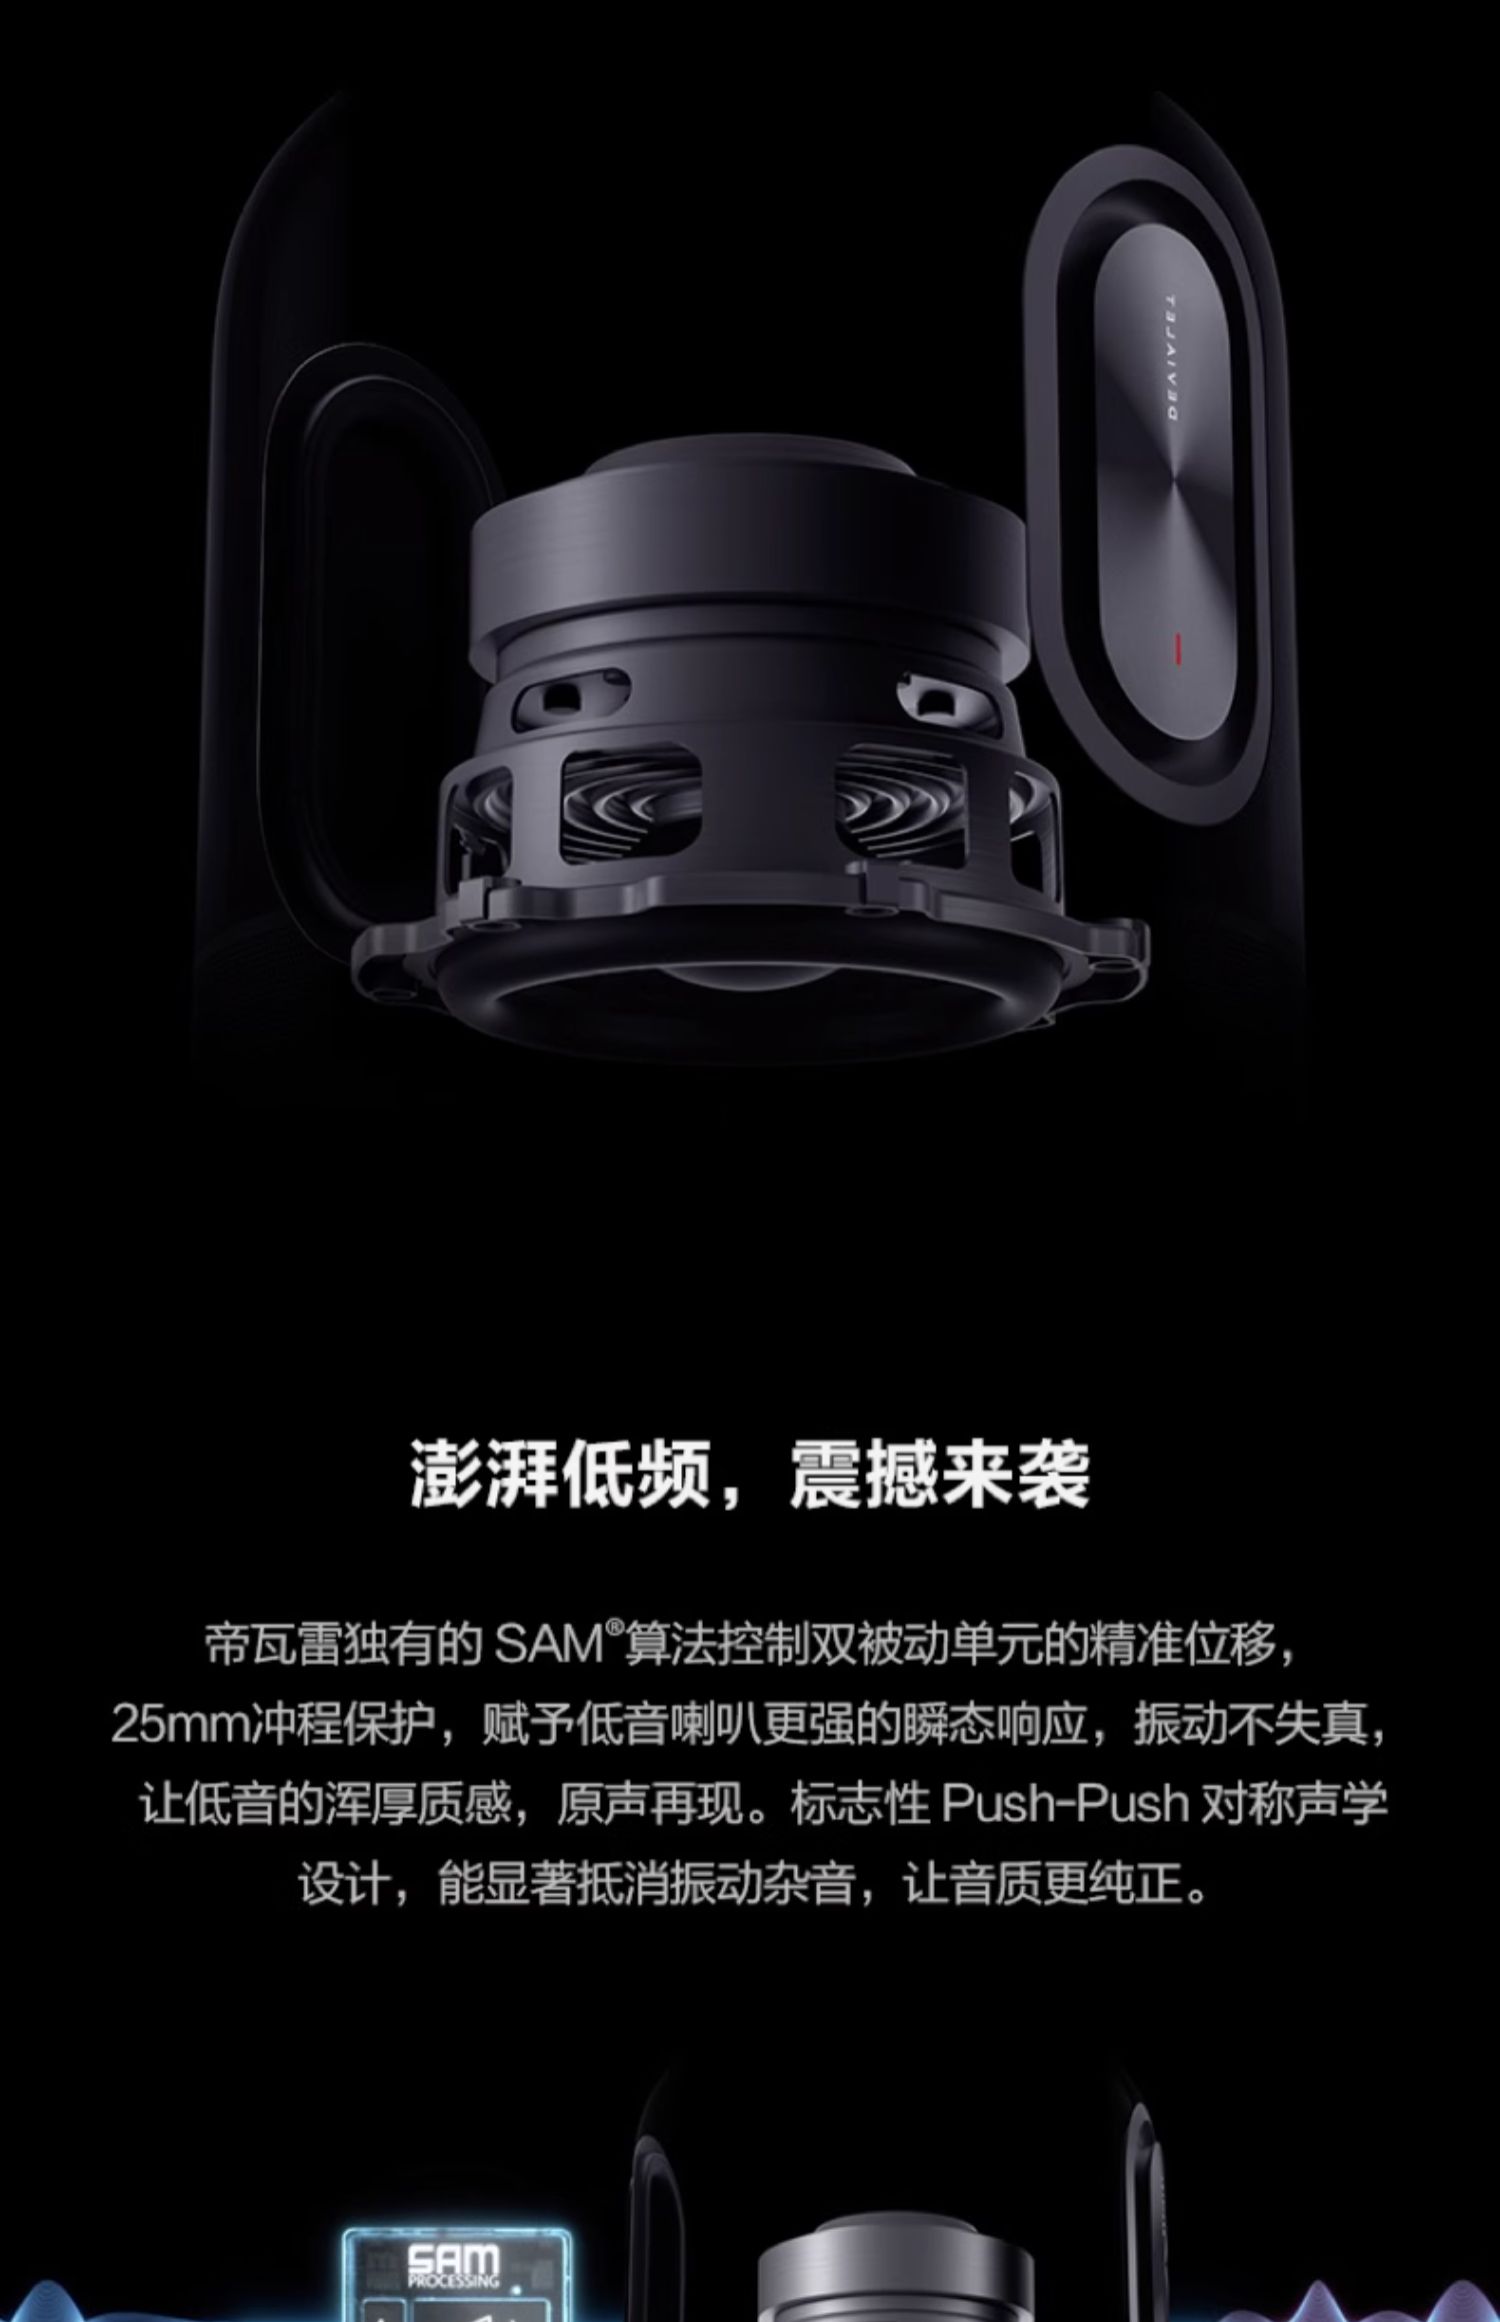 DEVIALET
澎湃低频，震撼来袭
帝瓦雷独有的 SAM®算法控制双被动单元的精准位移，
25mm冲程保护，赋予低音喇叭更强的瞬态响应，振动不失真，
让低音的浑厚质感，原声再现。标志性 Push-Push 对称声学
设计，能显著抵消振动杂音，让音质更纯正。
SAM
PROCESSING